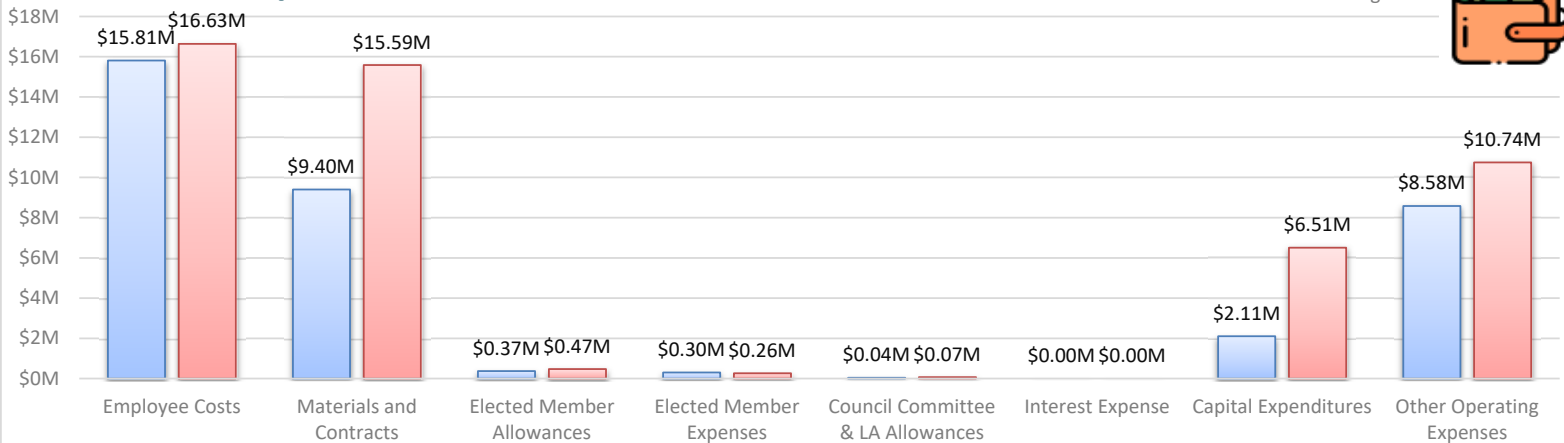 $18M
$16M
$14M
$12M
$10M
$8M
$6M
$4M
$2M
$0M
$15.81M $16.63M
$9.40M $15.59M
$0.37M $0.47M
$0.30M $0.26M
$0.04M $0.07M
$0.00M $0.00M
$2.11M $6.51M
$8.58M $10.74M
Employee Costs
Materials and
Contracts
Elected Member
Allowances
Elected Member
Expenses
Council Committee
& LA Allowances
Interest Expense
Capital Expenditures
Other Operating
Expenses